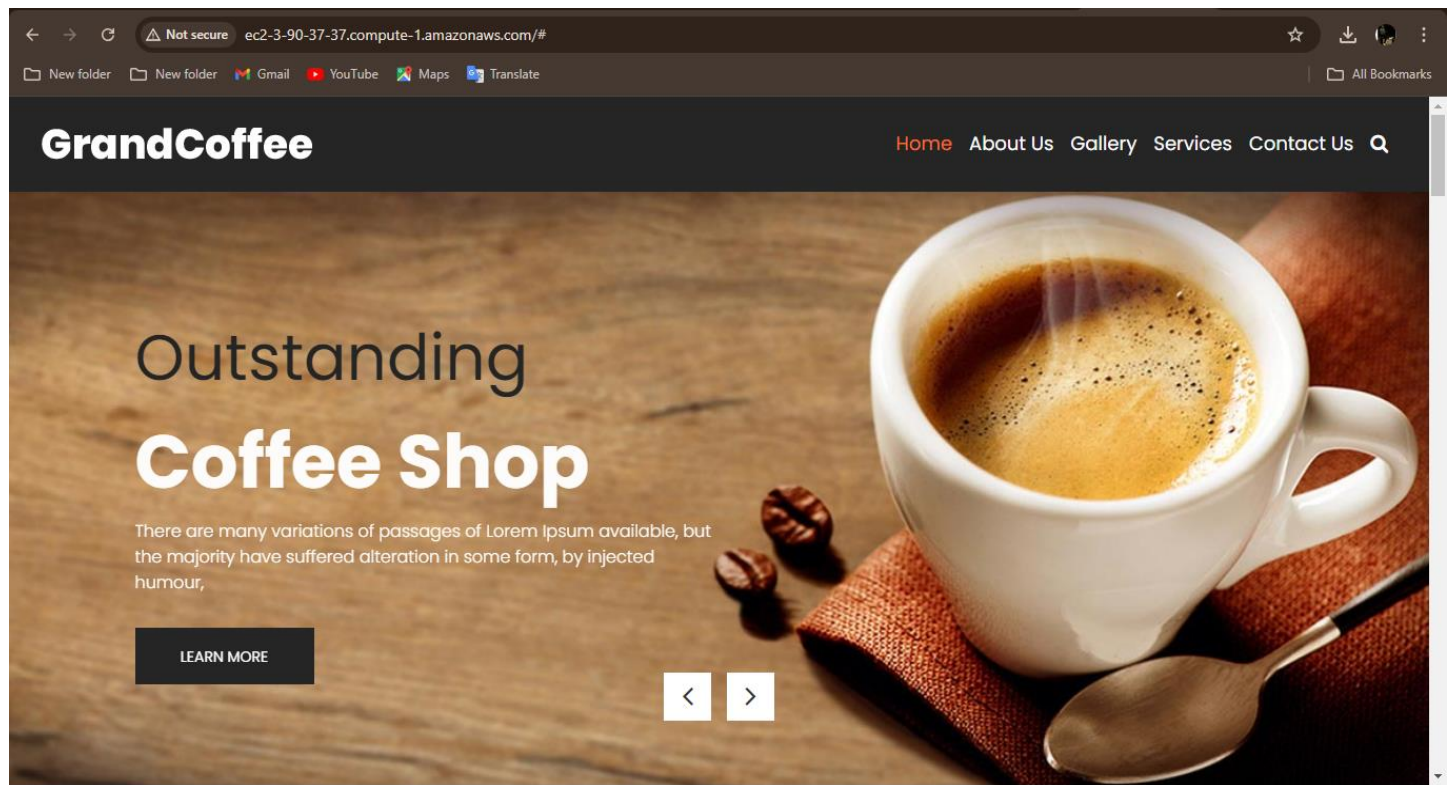 Not secure ec2-3-90-37-37.compute-1.amazonaws.com/#
New folder New folder Gmail YouTube Maps Translate All Bookmarks
GrandCoffee Home About Us Gallery Services Contact Us
Outstanding
Coffee Shop
There are many variations of passages of Lorem Ipsum available, but
the majority have suffered alteration in some form, by injected
humour,
LEARN MORE